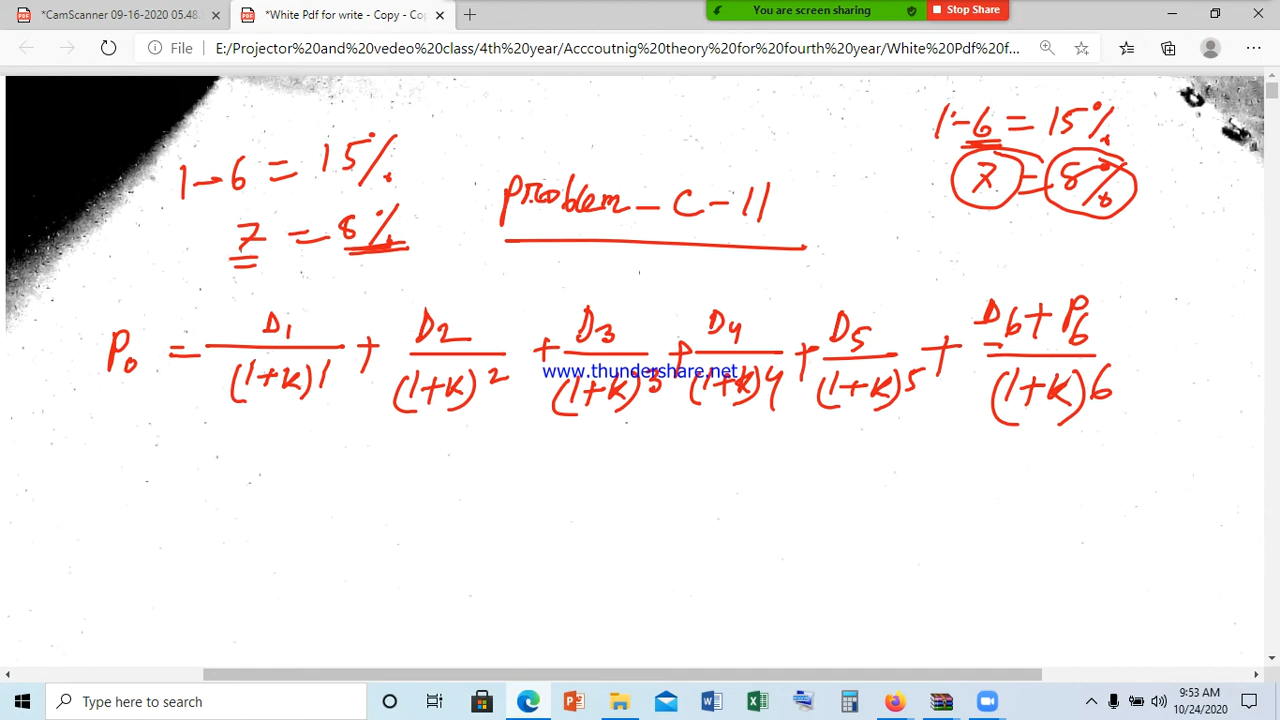 *CamScanner 09-16-2020 05.48
*White Pdf for write - Copy - Cop
You are screen sharing
Stop Share
File
E:/Projector%20and%20vedeo%20class/4th%20year/Acccoutnig%20theory%20for%20fourth%20year/White%20Pdf%20f...
1-6 = 15%
7 = 8%
problem - C - 11
1-6 = 15%
7 = 8%
P0 = D1/(1+k)1 + D2/(1+k)2 + D3/(1+k)3 + D4/(1+k)4 + D5/(1+k)5 + D6+P6/(1+k)6
www.thundershare.net
Type here to search
9:53 AM
10/24/2020